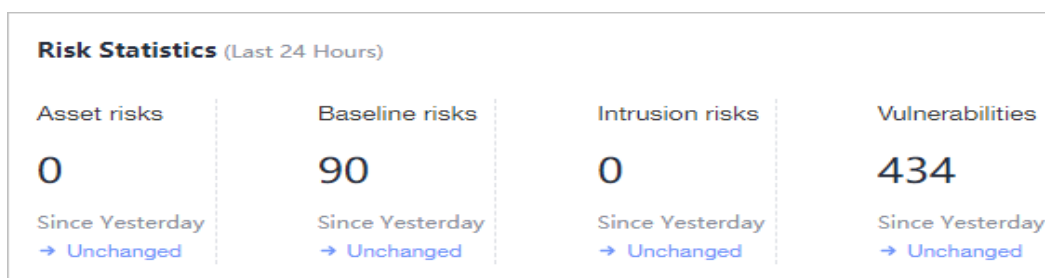 Risk Statistics (Last 24 Hours)
Asset risks
0
Since Yesterday
→ Unchanged
Baseline risks
90
Since Yesterday
→ Unchanged
Intrusion risks
0
Since Yesterday
→ Unchanged
Vulnerabilities
434
Since Yesterday
→ Unchanged